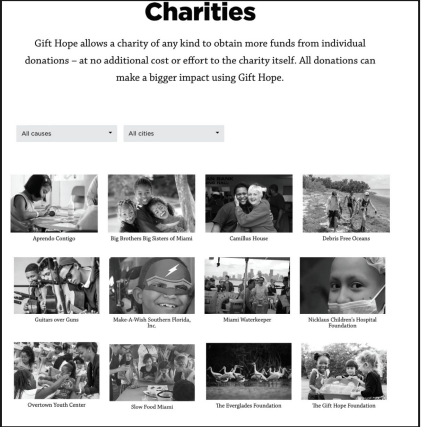 Charities
Gift Hope allows a charity of any kind to obtain more funds from individual
donations – at no additional cost or effort to the charity itself. All donations can
make a bigger impact using Gift Hope.
All causes
All cities
Aprendo Contigo
Big Brothers Big Sisters of Miami
Camillus House
Debris Free Oceans
Guitars over Guns
Make-A-Wish Southern Florida,
Inc.
Miami Waterkeeper
Nicklaus Children's Hospital
Foundation
Overtown Youth Center
Slow Food Miami
The Everglades Foundation
The Gift Hope Foundation